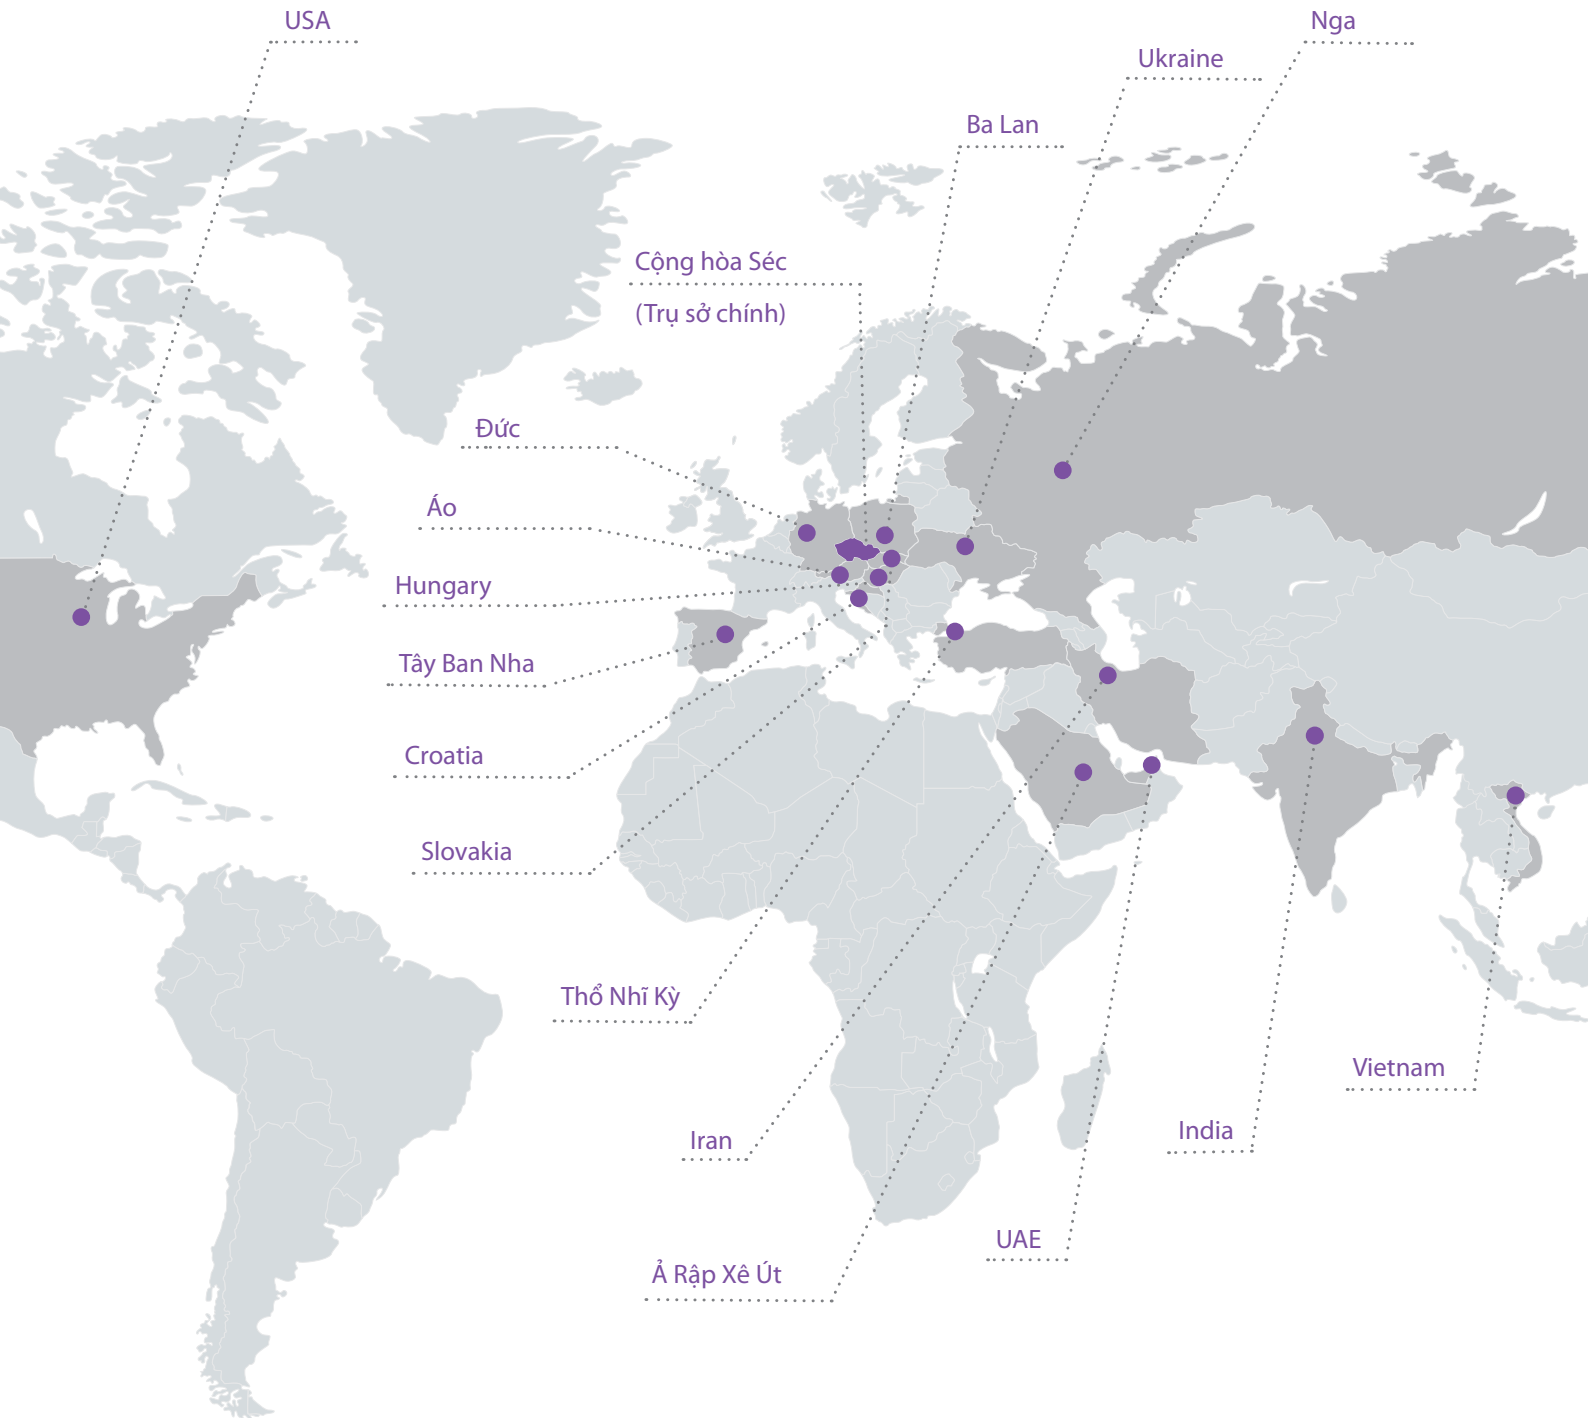 USA
Nga
Ukraine
Ba Lan
Cộng hòa Séc
(Trụ sở chính)
Đức
Áo
Hungary
Tây Ban Nha
Croatia
Slovakia
Thổ Nhĩ Kỳ
Vietnam
India
Iran
UAE
Ả Rập Xê Út